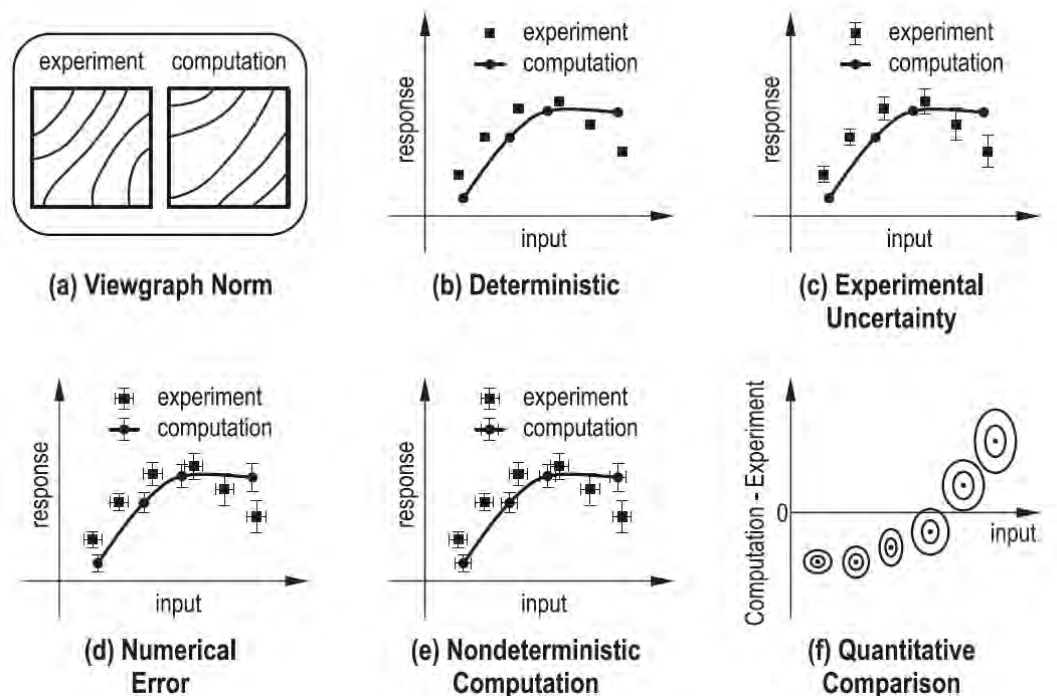 experiment computation
(a) Viewgraph Norm
experiment
computation
response
input
(b) Deterministic
experiment
computation
response
input
(c) Experimental
Uncertainty
experiment
computation
response
input
(d) Numerical
Error
experiment
computation
response
input
(e) Nondeterministic
Computation
Computation - Experiment
0
input
(f) Quantitative
Comparison